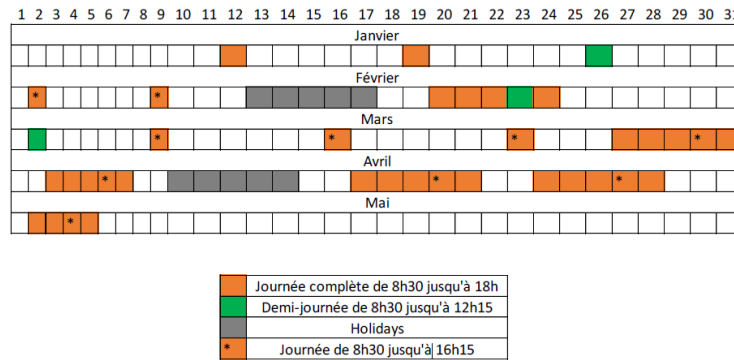 1 2 3 4 5 6 7 8 9 10 11 12 13 14 15 16 17 18 19 20 21 22 23 24 25 26 27 28 29 30 31
Janvier
Février
* *
Mars
* * * *
Avril
* * *
Mai
*
Journée complète de 8h30 jusqu'à 18h
Demi-journée de 8h30 jusqu'à 12h15
Holidays
* Journée de 8h30 jusqu'à 16h15